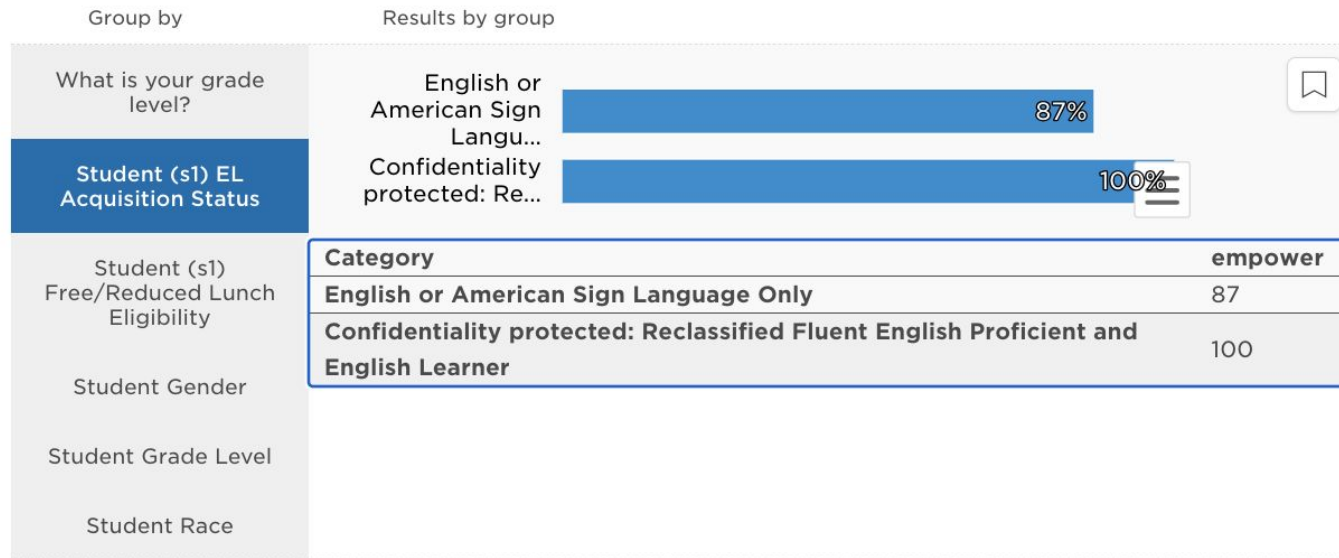 Group by
Results by group
What is your grade
level?
Student (s1) EL
Acquisition Status
Student (s1)
Free/Reduced Lunch
Eligibility
Student Gender
Student Grade Level
Student Race
English or
American Sign
Langu...
87%
Confidentiality
protected: Re...
100%
Category empower
English or American Sign Language Only 87
Confidentiality protected: Reclassified Fluent English Proficient and
English Learner 100